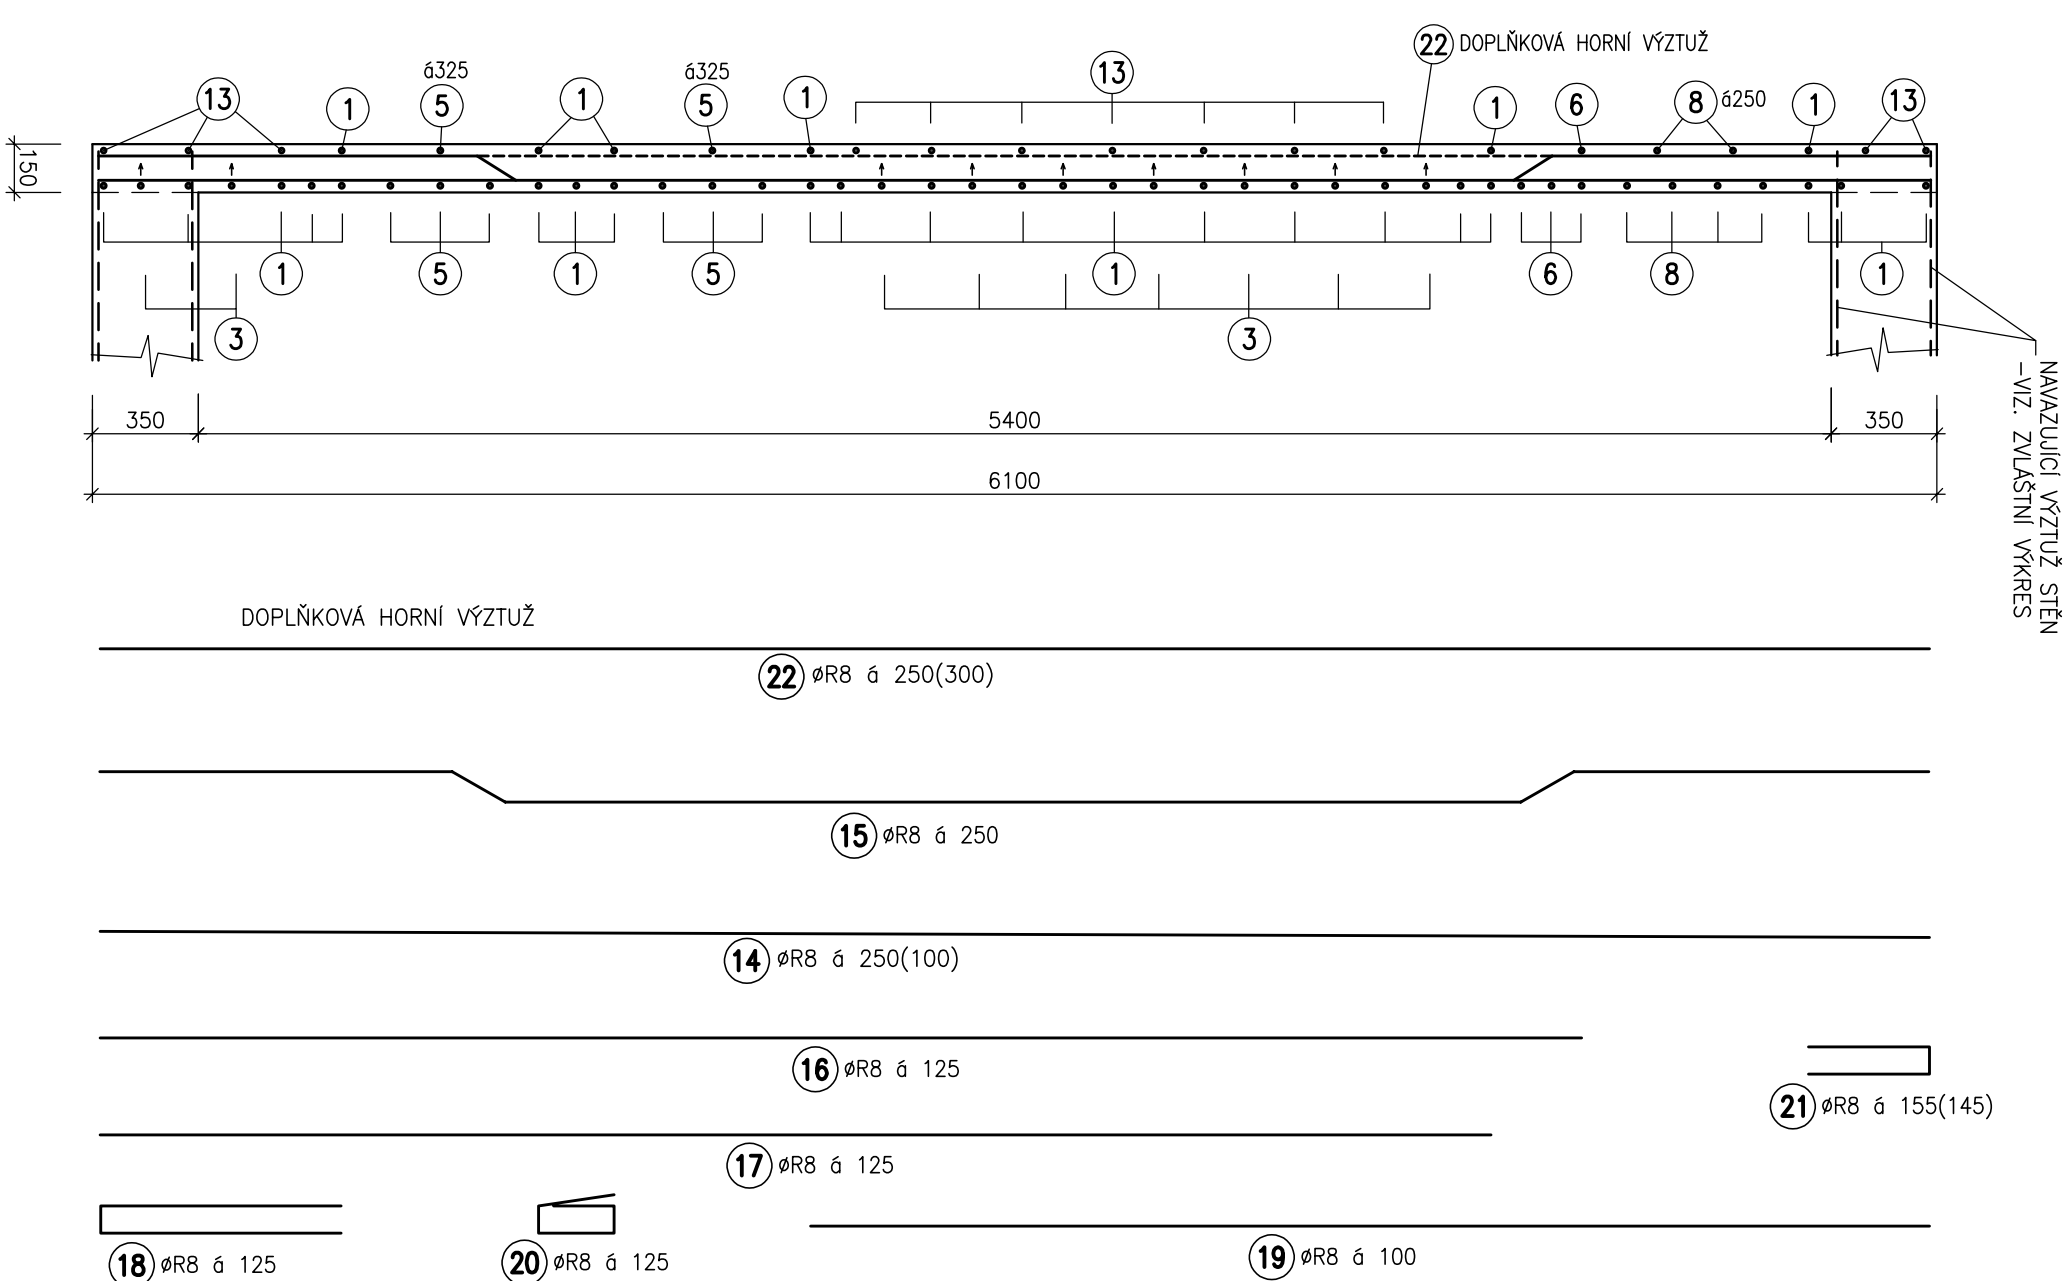 22 DOPLŇKOVÁ HORNÍ VÝZTUŽ
á325 á325 13
13 1 5 1 5 1 1 6 8 á250 1 13
150
1 5 1 5 1 6 8 1
3 3
NAVAZUJÍCÍ VÝZTUŽ STĚN
-VIZ. ZVLÁŠTNÍ VÝKRES
350 5400 350
6100
DOPLŇKOVÁ HORNÍ VÝZTUŽ
22 øR8 á 250(300)
15 øR8 á 250
14 øR8 á 250(100)
16 øR8 á 125
21 øR8 á 155(145)
17 øR8 á 125
18 øR8 á 125
20 øR8 á 125
19 øR8 á 100